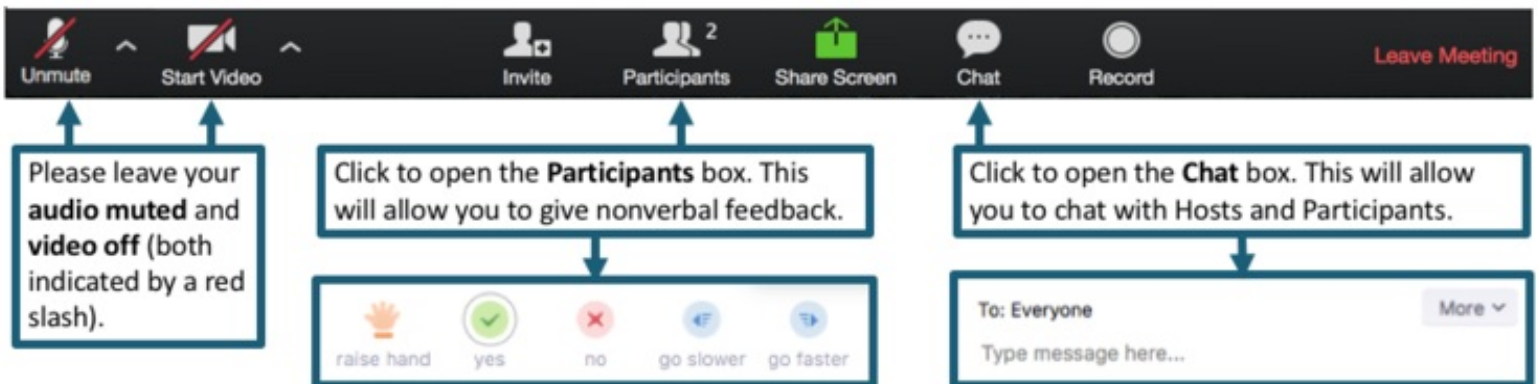 Unmute
Start Video
Invite
Participants
2
Share Screen
Chat
Record
Leave Meeting
Please leave your
audio muted and
video off (both
indicated by a red
slash).
Click to open the Participants box. This
will allow you to give nonverbal feedback.
raise hand
yes
no
go slower
go faster
Click to open the Chat box. This will allow
you to chat with Hosts and Participants.
To: Everyone
More
Type message here...